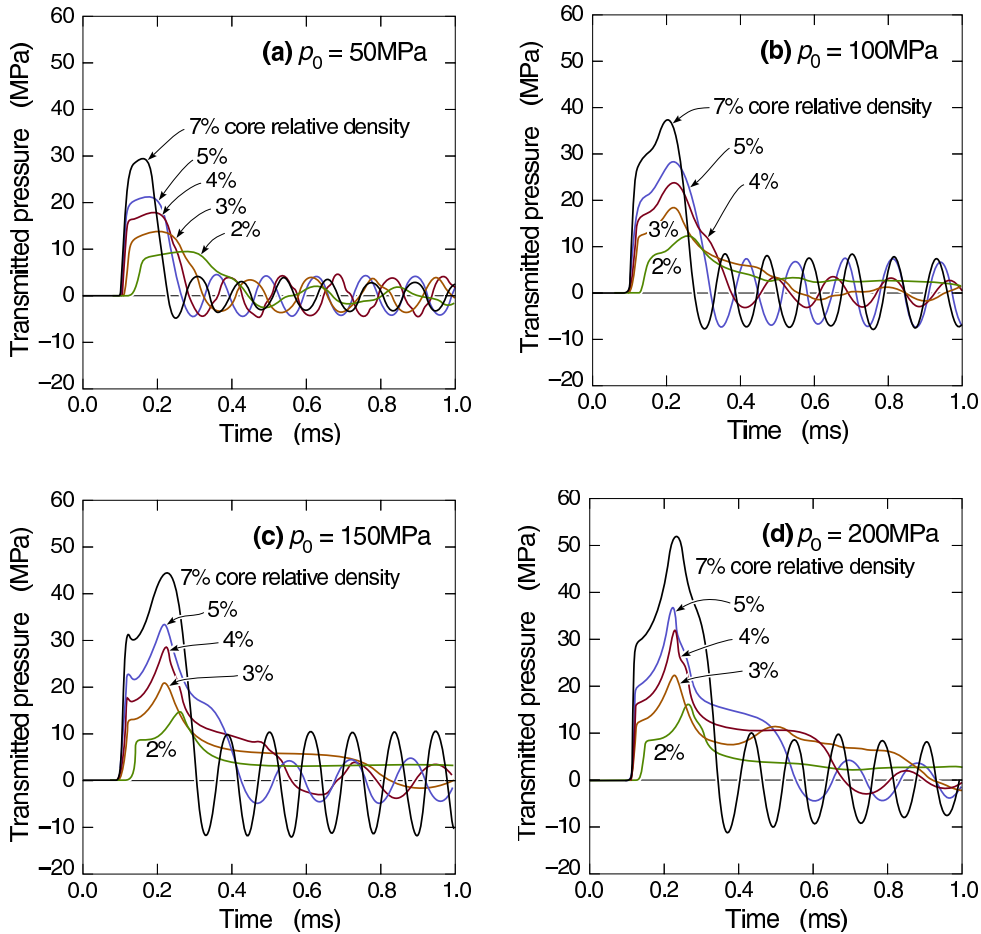 (a) p0 = 50MPa
Transmitted pressure (MPa)
60
50
40
30
20
10
0
−10
−20
7% core relative density
5%
4%
3%
2%
0.0 0.2 0.4 0.6 0.8 1.0
Time (ms)
(b) p0 = 100MPa
Transmitted pressure (MPa)
60
50
40
30
20
10
0
−10
−20
7% core relative density
5%
4%
3%
2%
0.0 0.2 0.4 0.6 0.8 1.0
Time (ms)
(c) p0 = 150MPa
Transmitted pressure (MPa)
60
50
40
30
20
10
0
−10
−20
7% core relative density
5%
4%
3%
2%
0.0 0.2 0.4 0.6 0.8 1.0
Time (ms)
(d) p0 = 200MPa
Transmitted pressure (MPa)
60
50
40
30
20
10
0
−10
−20
7% core relative density
5%
4%
3%
2%
0.0 0.2 0.4 0.6 0.8 1.0
Time (ms)